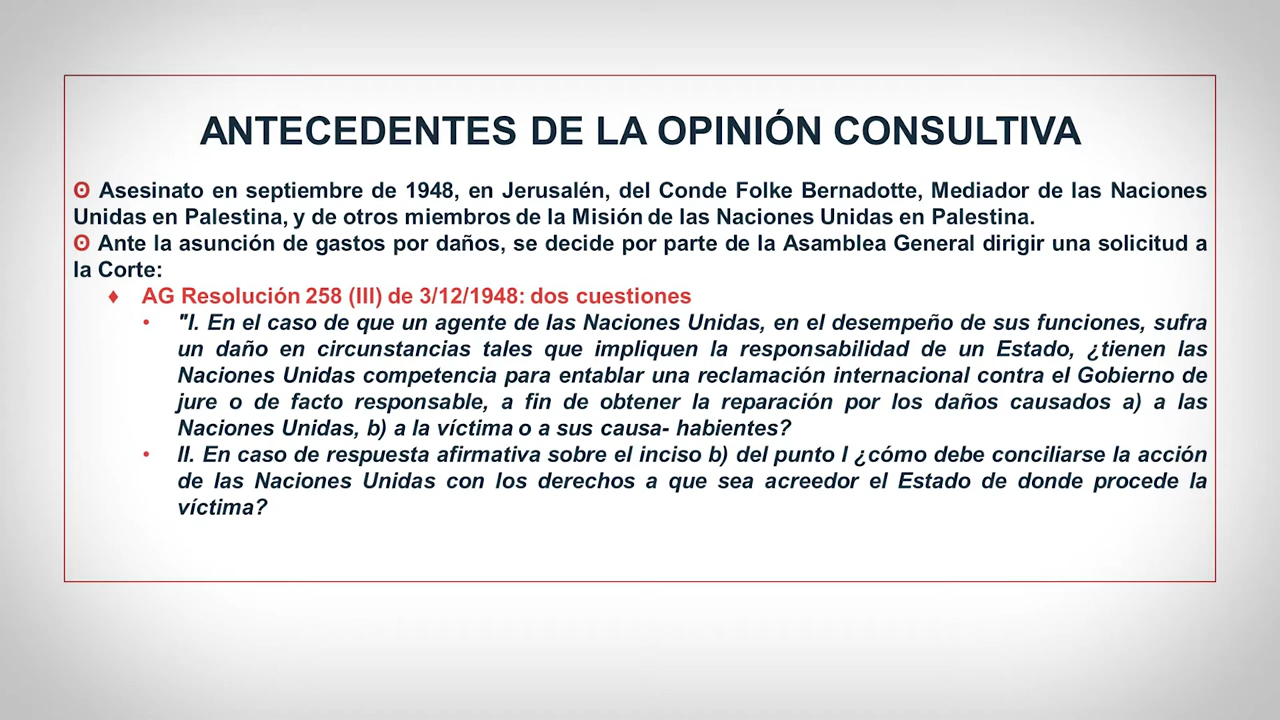 ANTECEDENTES DE LA OPINIÓN CONSULTIVA
ʘ Asesinato en septiembre de 1948, en Jerusalén, del Conde Folke Bernadotte, Mediador de las Naciones
Unidas en Palestina, y de otros miembros de la Misión de las Naciones Unidas en Palestina.
ʘ Ante la asunción de gastos por daños, se decide por parte de la Asamblea General dirigir una solicitud a
la Corte:
♦ AG Resolución 258 (III) de 3/12/1948: dos cuestiones
• "I. En el caso de que un agente de las Naciones Unidas, en el desempeño de sus funciones, sufra
un daño en circunstancias tales que impliquen la responsabilidad de un Estado, ¿tienen las
Naciones Unidas competencia para entablar una reclamación internacional contra el Gobierno de
jure o de facto responsable, a fin de obtener la reparación por los daños causados a) a las
Naciones Unidas, b) a la víctima o a sus causa- habientes?
• II. En caso de respuesta afirmativa sobre el inciso b) del punto I ¿cómo debe conciliarse la acción
de las Naciones Unidas con los derechos a que sea acreedor el Estado de donde procede la
víctima?